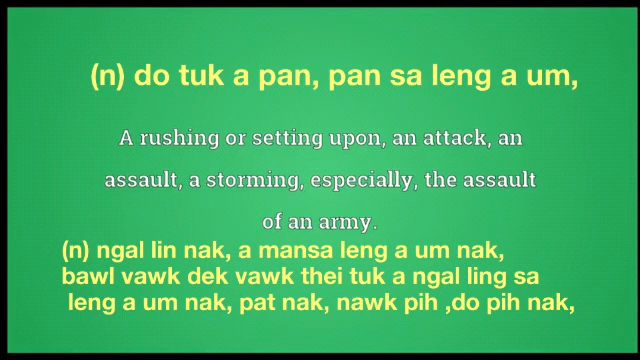 (n) do tuk a pan, pan sa leng a um,
A rushing or setting upon, an attack, an
assault, a storming, especially, the assault
of an army.
(n) ngal lin nak, a mansa leng a um nak,
bawl vawk dek vawk thei tuk a ngal ling sa
leng a um nak, pat nak, nawk pih ,do pih nak,